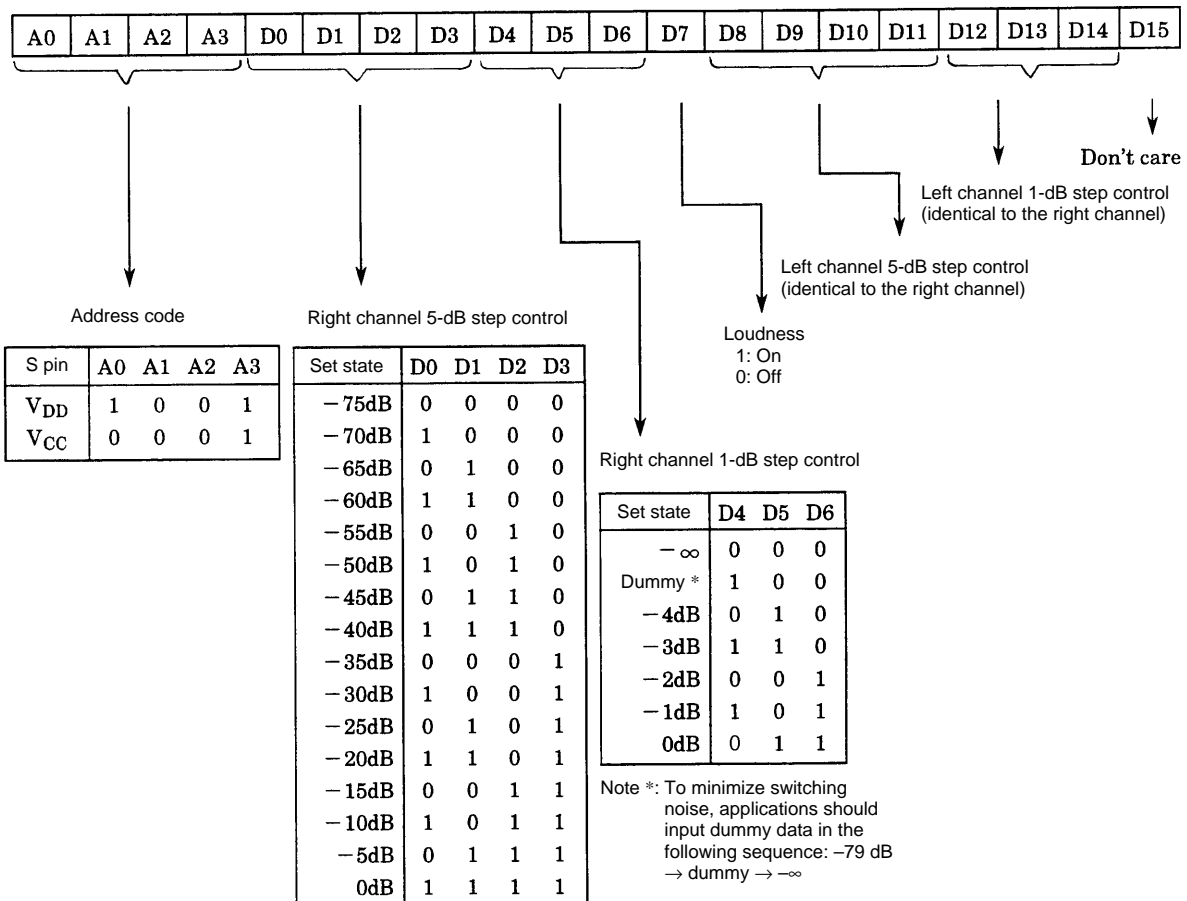 A0 A1 A2 A3 D0 D1 D2 D3 D4 D5 D6 D7 D8 D9 D10 D11 D12 D13 D14 D15
Don't care
Left channel 1-dB step control
(identical to the right channel)
Left channel 5-dB step control
(identical to the right channel)
Loudness
1: On
0: Off
Address code
S pin A0 A1 A2 A3
VDD 1 0 0 1
VCC 0 0 0 1
Right channel 5-dB step control
Set state D0 D1 D2 D3
−75dB 0 0 0 0
−70dB 1 0 0 0
−65dB 0 1 0 0
−60dB 1 1 0 0
−55dB 0 0 1 0
−50dB 1 0 1 0
−45dB 0 1 1 0
−40dB 1 1 1 0
−35dB 0 0 0 1
−30dB 1 0 0 1
−25dB 0 1 0 1
−20dB 1 1 0 1
−15dB 0 0 1 1
−10dB 1 0 1 1
−5dB 0 1 1 1
0dB 1 1 1 1
Right channel 1-dB step control
Set state D4 D5 D6
−∞ 0 0 0
Dummy * 1 0 0
−4dB 0 1 0
−3dB 1 1 0
−2dB 0 0 1
−1dB 1 0 1
0dB 0 1 1
Note *: To minimize switching
noise, applications should
input dummy data in the
following sequence: –79 dB
→ dummy → –∞